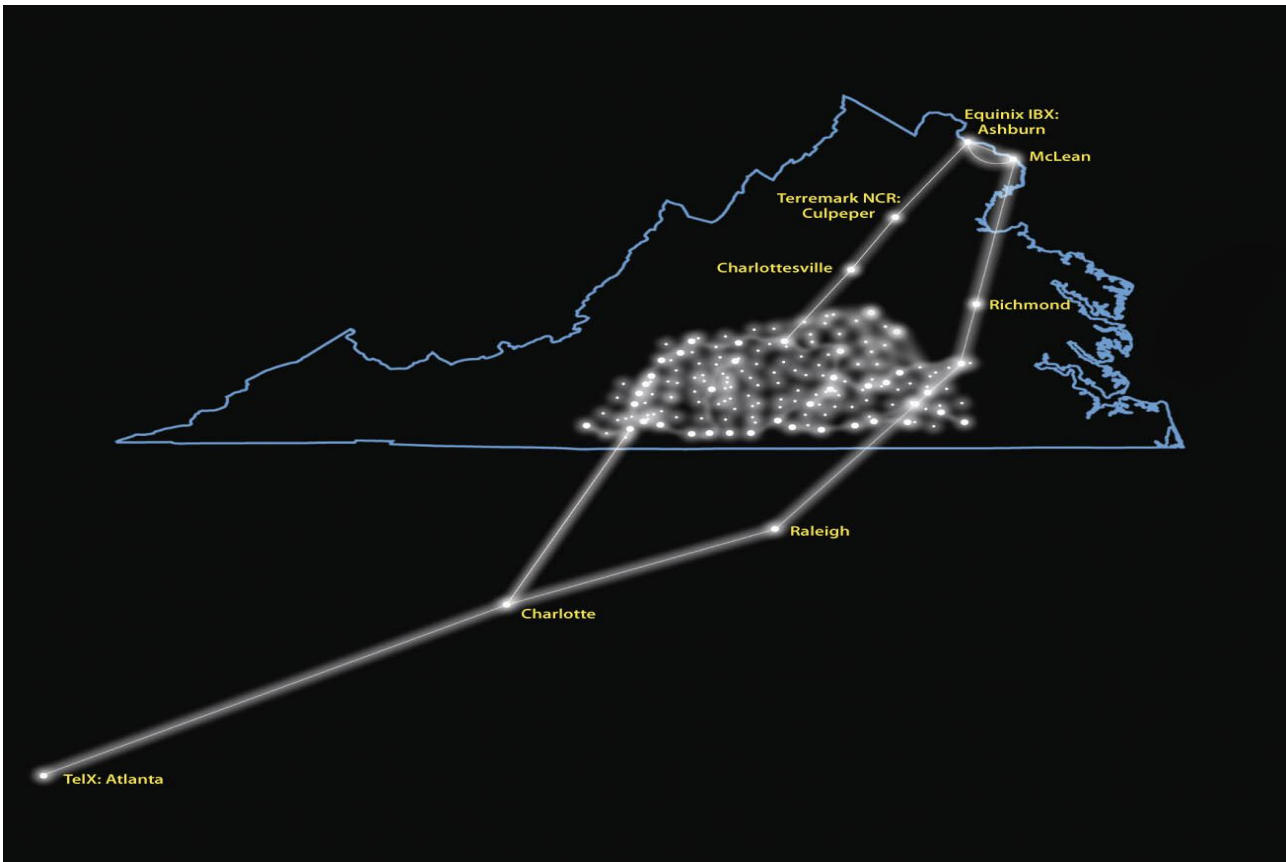 Equinix IBX:
Ashburn
McLean
Terremark NCR:
Culpeper
Charlottesville
Richmond
Raleigh
Charlotte
TelX: Atlanta